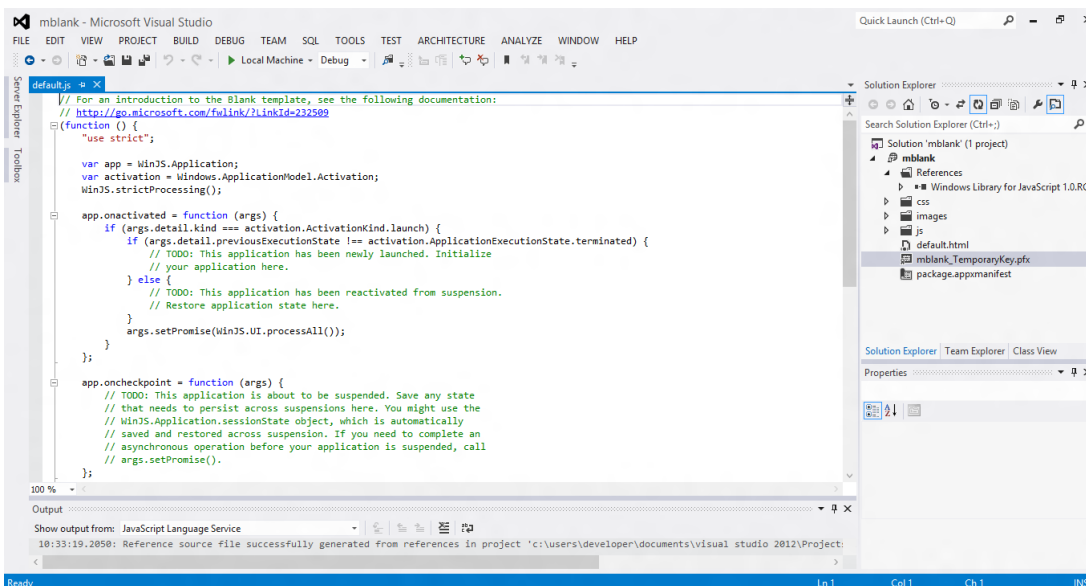 mblank - Microsoft Visual Studio
Quick Launch (Ctrl+Q)
FILE EDIT VIEW PROJECT BUILD DEBUG TEAM SQL TOOLS TEST ARCHITECTURE ANALYZE WINDOW HELP
Local Machine Debug
Server Explorer
Toolbox
default.js
// For an introduction to the Blank template, see the following documentation:
// http://go.microsoft.com/fwlink/?LinkId=232509
(function () {
"use strict";
var app = WinJS.Application;
var activation = Windows.ApplicationModel.Activation;
WinJS.strictProcessing();
app.onactivated = function (args) {
if (args.detail.kind === activation.ActivationKind.launch) {
if (args.detail.previousExecutionState !== activation.ApplicationExecutionState.terminated) {
// TODO: This application has been newly launched. Initialize
// your application here.
} else {
// TODO: This application has been reactivated from suspension.
// Restore application state here.
}
args.setPromise(WinJS.UI.processAll());
}
};
app.oncheckpoint = function (args) {
// TODO: This application is about to be suspended. Save any state
// that needs to persist across suspensions here. You might use the
// WinJS.Application.sessionState object, which is automatically
// saved and restored across suspension. If you need to complete an
// asynchronous operation before your application is suspended, call
// args.setPromise().
};
100 %
Output
Show output from: JavaScript Language Service
10:33:19.2050: Reference source file successfully generated from references in project 'c:\users\developer\documents\visual studio 2012\Project
Solution Explorer
Search Solution Explorer (Ctrl+;)
Solution 'mblank' (1 project)
mblank
References
Windows Library for JavaScript 1.0.RC
css
images
js
default.html
mblank_TemporaryKey.pfx
package.appxmanifest
Solution Explorer Team Explorer Class View
Properties
Ready Ln 1 Col 1 Ch 1 INS